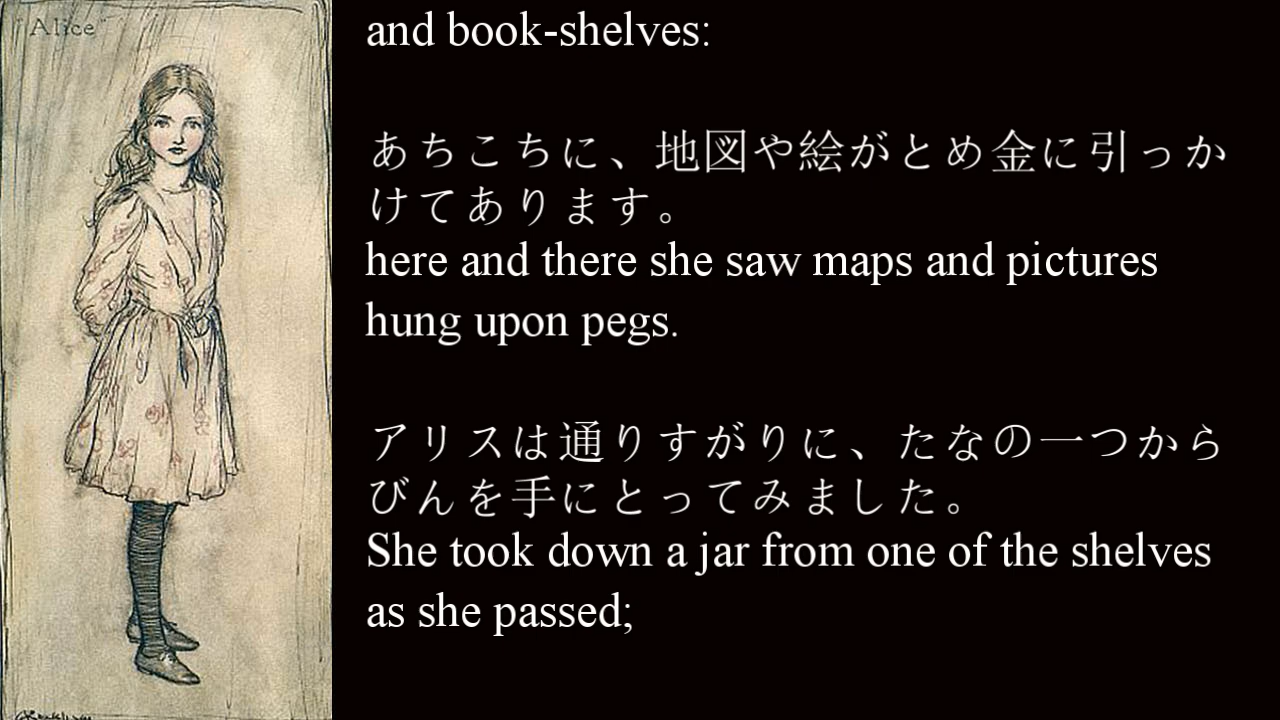 "Alice"
and book-shelves:
あちこちに、地図や絵がとめ金に引っか
けてあります。
here and there she saw maps and pictures
hung upon pegs.
アリスは通りすがりに、たなの一つから
びんを手にとってみました。
She took down a jar from one of the shelves
as she passed;